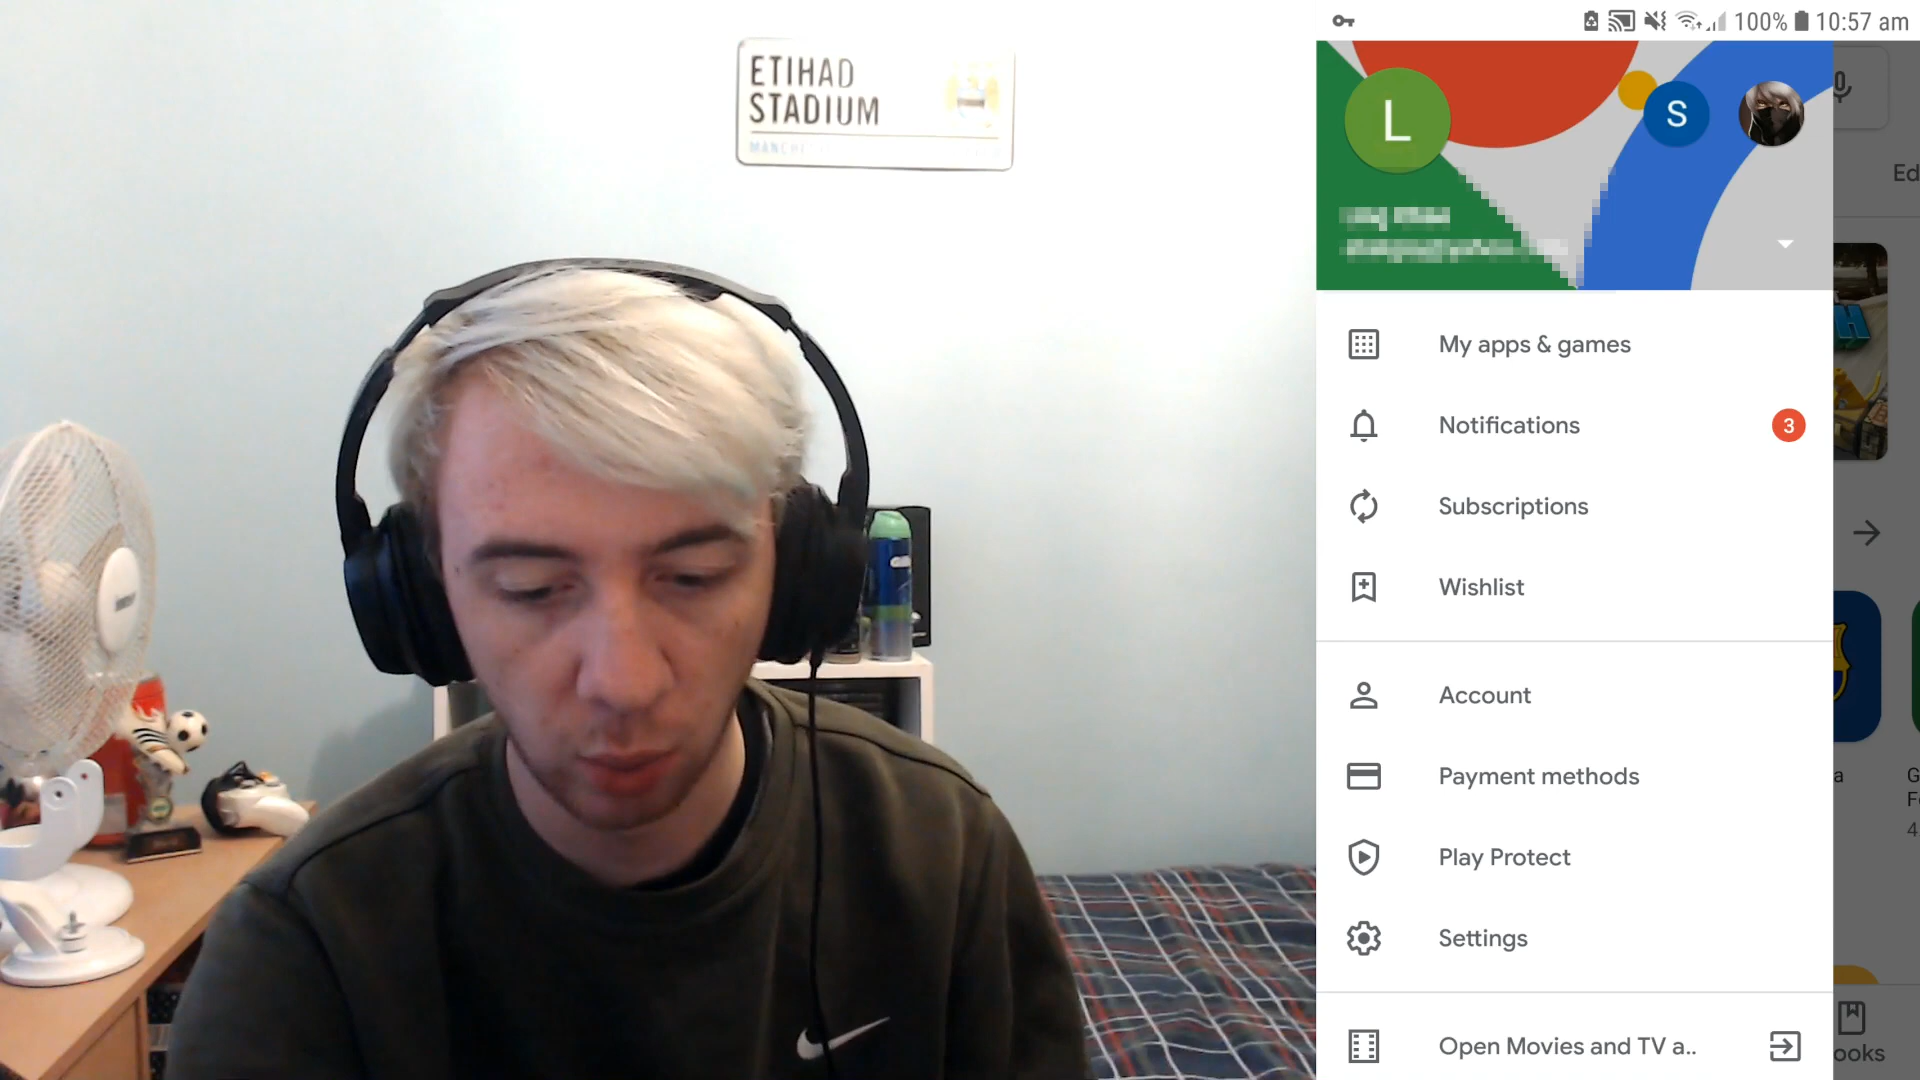 ETIHAD
STADIUM
100% 10:57 am
L
S
Ed
My apps & games
Notifications
3
Subscriptions
Wishlist
Account
a
G
Payment methods
F
4
Play Protect
Settings
Open Movies and TV a..
ooks